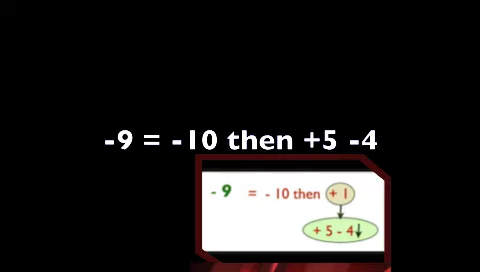 -9 = -10 then +5 -4
- 9 = - 10 then + 1
+ 5 - 4↓